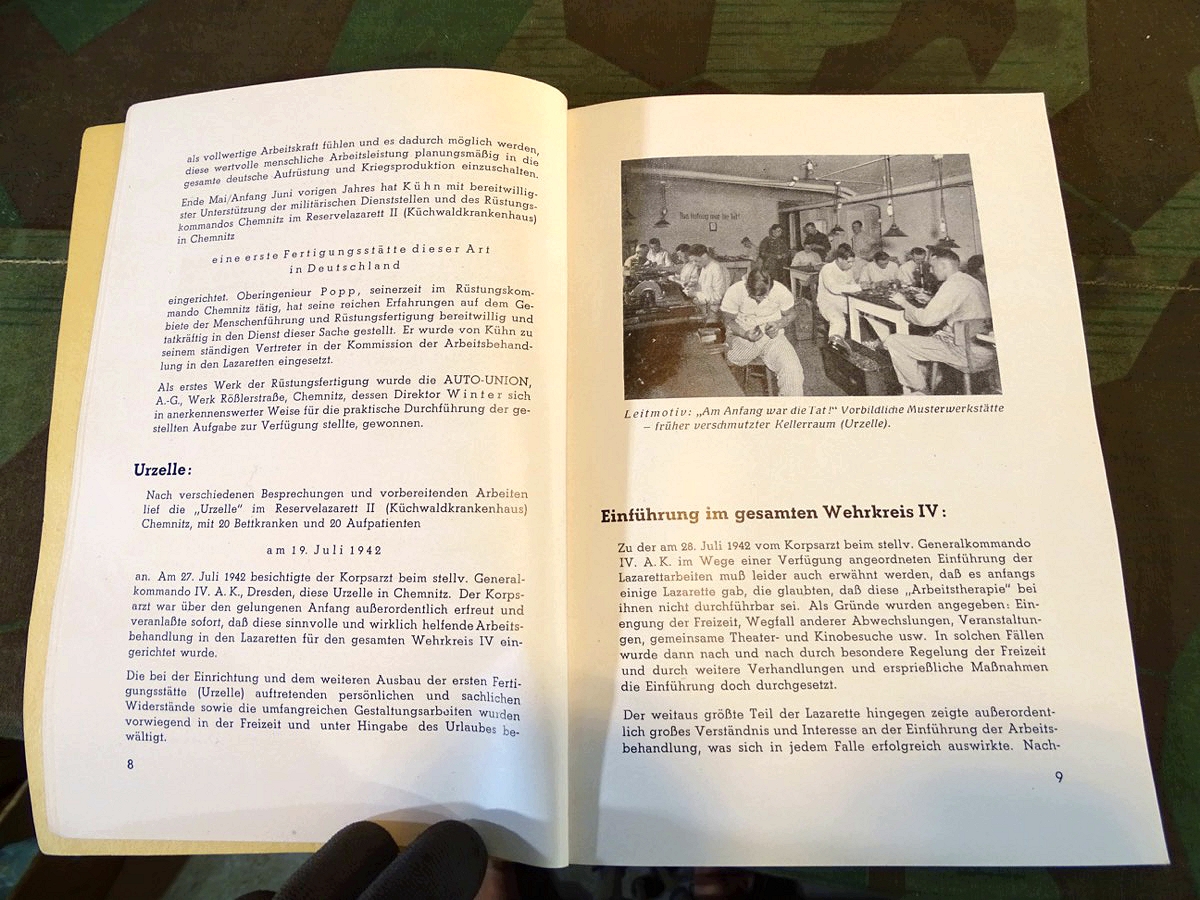 als vollwertige Arbeitskraft fühlen und es dadurch möglich werden,
diese wertvolle menschliche Arbeitsleistung planungsmäßig in die
gesamte deutsche Aufrüstung und Kriegsproduktion einzuschalten.
Ende Mai/Anfang Juni vorigen Jahres hat Kühn mit bereitwillig-
ster Unterstützung der militärischen Dienststellen und des Rüstungs-
kommandos Chemnitz im Reservelazarett II (Küchwaldkrankenhaus)
in Chemnitz
eine erste Fertigungsstätte dieser Art
in Deutschland
eingerichtet. Oberingenieur Popp, seinerzeit im Rüstungskom-
mando Chemnitz tätig, hat seine reichen Erfahrungen auf dem Ge-
biete der Menschenführung und Rüstungsfertigung bereitwillig und
tatkräftig in den Dienst dieser Sache gestellt. Er wurde von Kühn zu
seinem ständigen Vertreter in der Kommission der Arbeitsbehand-
lung in den Lazaretten eingesetzt.
Als erstes Werk der Rüstungsfertigung wurde die AUTO-UNION,
A.-G., Werk Rößlerstraße, Chemnitz, dessen Direktor Winter sich
in anerkennenswerter Weise für die praktische Durchführung der ge-
stellten Aufgabe zur Verfügung stellte, gewonnen.
Urzelle:
Nach verschiedenen Besprechungen und vorbereitenden Arbeiten
lief die „Urzelle" im Reservelazarett II (Küchwaldkrankenhaus)
Chemnitz, mit 20 Bettkranken und 20 Aufpatienten
am 19. Juli 1942
an. Am 27. Juli 1942 besichtigte der Korpsarzt beim stellv. General-
kommando IV. A. K., Dresden, diese Urzelle in Chemnitz. Der Korps-
arzt war über den gelungenen Anfang außerordentlich erfreut und
veranlaßte sofort, daß diese sinnvolle und wirklich helfende Arbeits-
behandlung in den Lazaretten für den gesamten Wehrkreis IV ein-
gerichtet wurde.
Die bei der Einrichtung und dem weiteren Ausbau der ersten Ferti-
gungsstätte (Urzelle) auftretenden persönlichen und sachlichen
Widerstände sowie die umfangreichen Gestaltungsarbeiten wurden
vorwiegend in der Freizeit und unter Hingabe des Urlaubes be-
wältigt.
8
Am Anfang war die Tat!
Leitmotiv: „Am Anfang war die Tat!" Vorbildliche Musterwerkstätte
– früher verschmutzter Kellerraum (Urzelle).
Einführung im gesamten Wehrkreis IV:
Zu der am 28. Juli 1942 vom Korpsarzt beim stellv. Generalkommando
IV. A. K. im Wege einer Verfügung angeordneten Einführung der
Lazarettarbeiten muß leider auch erwähnt werden, daß es anfangs
einige Lazarette gab, die glaubten, daß diese „Arbeitstherapie" bei
ihnen nicht durchführbar sei. Als Gründe wurden angegeben: Ein-
engung der Freizeit, Wegfall anderer Abwechslungen, Veranstaltun-
gen, gemeinsame Theater- und Kinobesuche usw. In solchen Fällen
wurde dann nach und nach durch besondere Regelung der Freizeit
und durch weitere Verhandlungen und ersprießliche Maßnahmen
die Einführung doch durchgesetzt.
Der weitaus größte Teil der Lazarette hingegen zeigte außerordent-
lich großes Verständnis und Interesse an der Einführung der Arbeits-
behandlung, was sich in jedem Falle erfolgreich auswirkte. Nach-
9